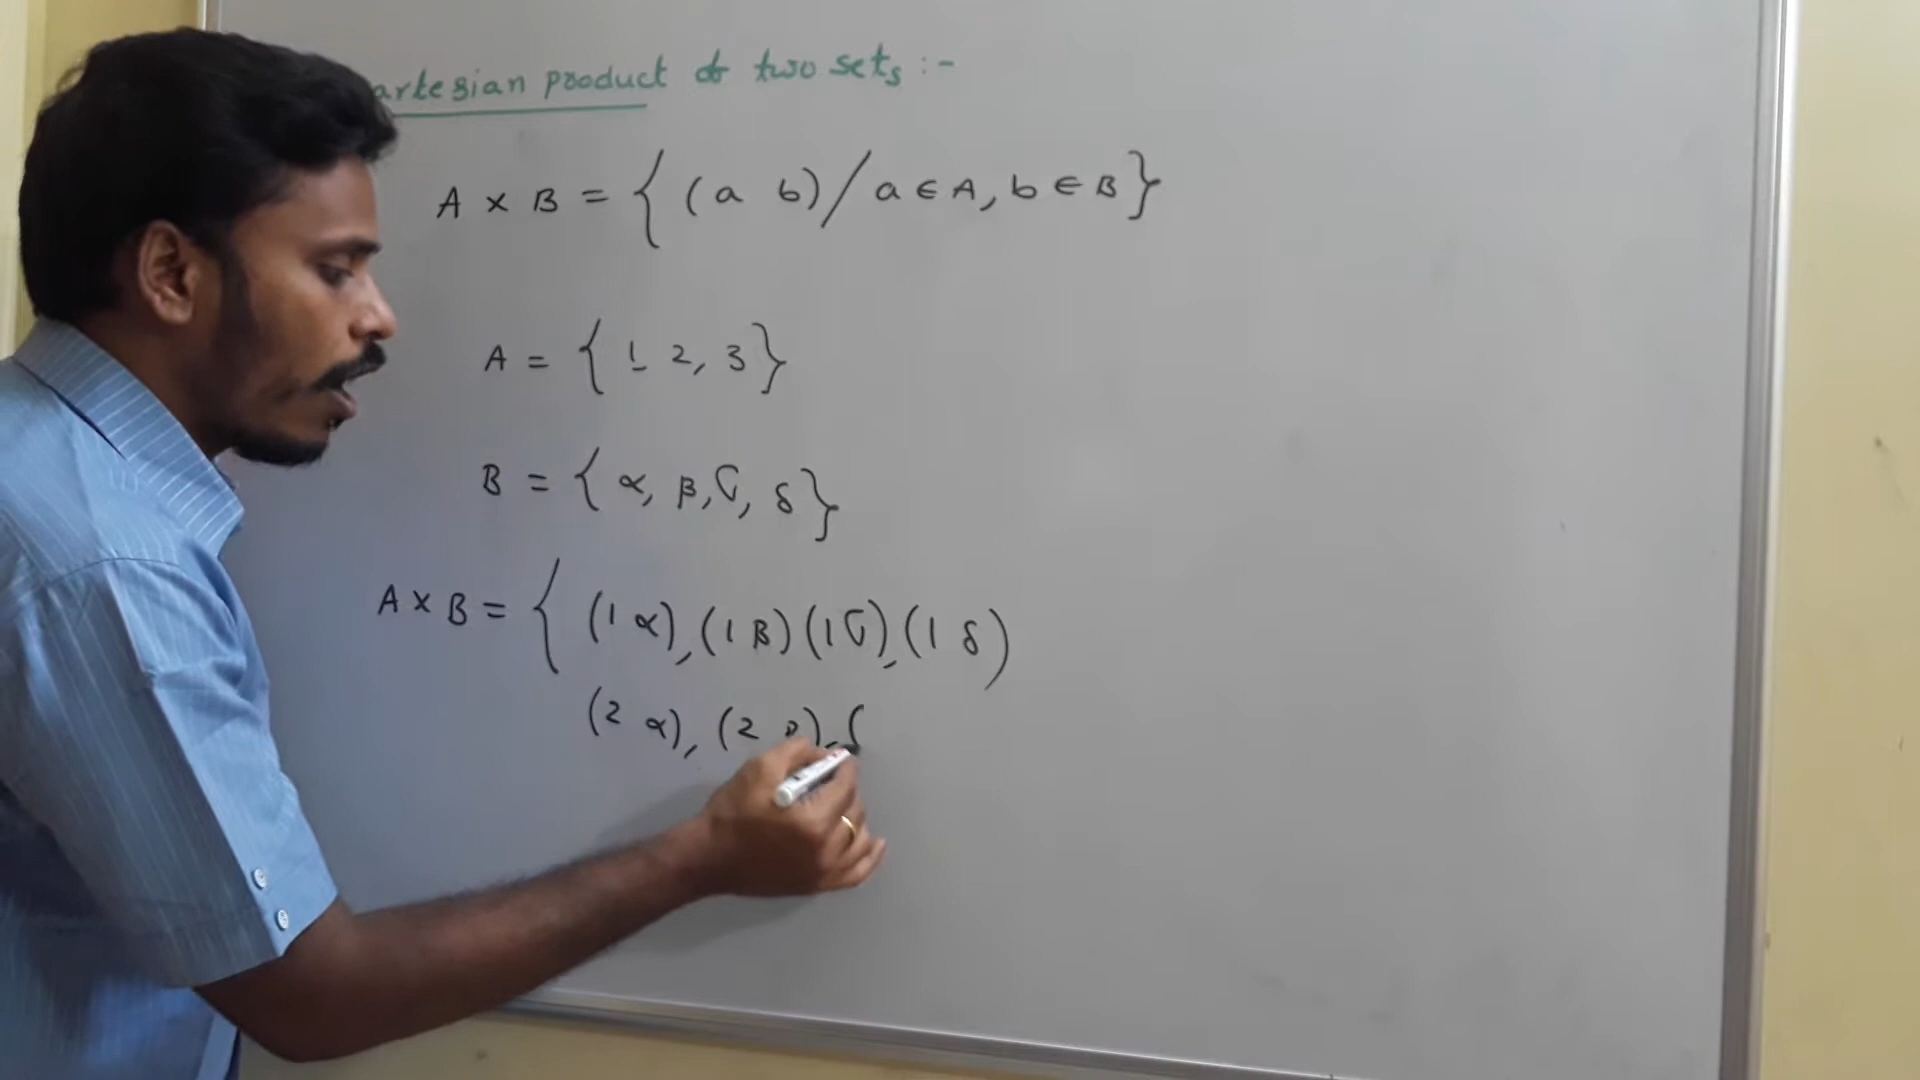 artesian product of two sets :-
A × B = { (a b) / a ∈ A, b ∈ B }
A = { 1 2, 3 }
B = { α, β, γ, δ }
A × B = { (1 α), (1 β) (1 γ), (1 δ)
(2 α), (2 β), (